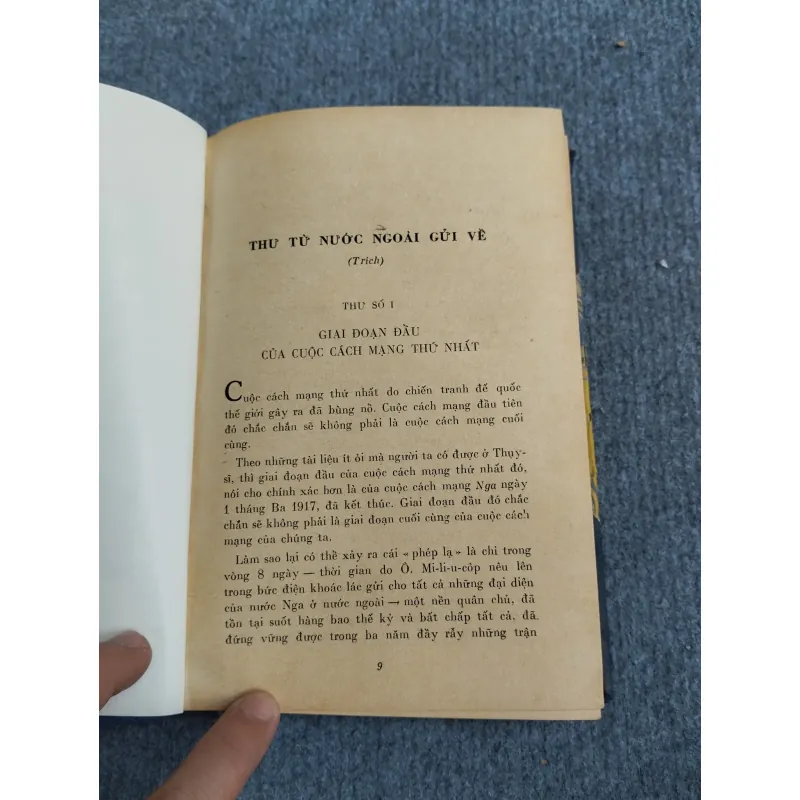 THƯ TỪ NƯỚC NGOÀI GỬI VỀ
(Trích)
THƯ SỐ 1
GIAI ĐOẠN ĐẦU
CỦA CUỘC CÁCH MẠNG THỨ NHẤT
Cuộc cách mạng thứ nhất do chiến tranh đế quốc
thế giới gây ra đã bùng nổ. Cuộc cách mạng đầu tiên
đó chắc chắn sẽ không phải là cuộc cách mạng cuối
cùng.
Theo những tài liệu ít ỏi mà người ta có được ở Thụy-
sĩ, thì giai đoạn đầu của cuộc cách mạng thứ nhất đó,
nói cho chính xác hơn là của cuộc cách mạng Nga ngày
1 tháng Ba 1917, đã kết thúc. Giai đoạn đầu đó chắc
chắn sẽ không phải là giai đoạn cuối cùng của cuộc cách
mạng của chúng ta.
Làm sao lại có thể xảy ra cái « phép lạ » là chỉ trong
vòng 8 ngày — thời gian do Ô. Mi-li-u-cốp nêu lên
trong bức điện khoác lác gửi cho tất cả những đại diện
của nước Nga ở nước ngoài — một nền quân chủ, đã
tồn tại suốt hàng bao thế kỷ và bất chấp tất cả, đã
đứng vững được trong ba năm đầy rẫy những trận
9